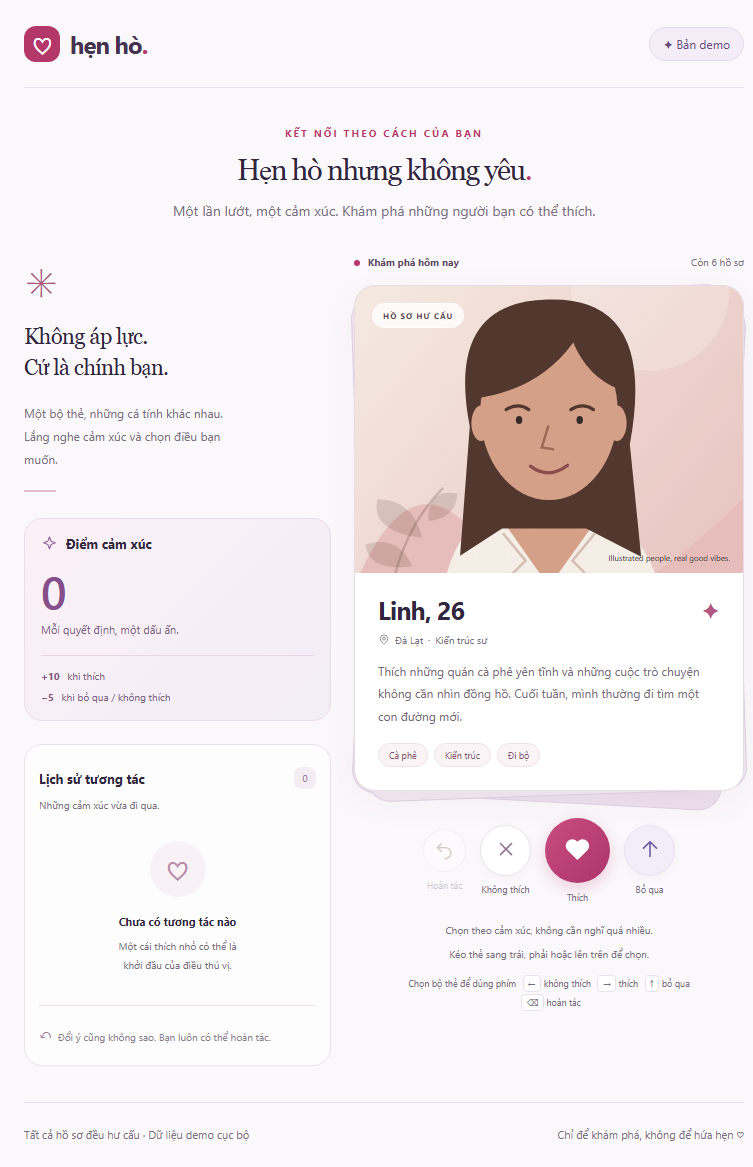 hẹn hò.
✦ Bản demo
KẾT NỐI THEO CÁCH CỦA BẠN
Hẹn hò nhưng không yêu.
Một lần lướt, một cảm xúc. Khám phá những người bạn có thể thích.
Không áp lực.
Cứ là chính bạn.
Một bộ thẻ, những cá tính khác nhau.
Lắng nghe cảm xúc và chọn điều bạn
muốn.
Điểm cảm xúc
0
Mỗi quyết định, một dấu ấn.
+10 khi thích
−5 khi bỏ qua / không thích
Lịch sử tương tác
0
Những cảm xúc vừa đi qua.
Chưa có tương tác nào
Một cái thích nhỏ có thể là
khởi đầu của điều thú vị.
Đổi ý cũng không sao. Bạn luôn có thể hoàn tác.
Khám phá hôm nay
Còn 6 hồ sơ
HỒ SƠ HƯ CẤU
Illustrated people, real good vibes.
Linh, 26
Đà Lạt · Kiến trúc sư
Thích những quán cà phê yên tĩnh và những cuộc trò chuyện
không cần nhìn đồng hồ. Cuối tuần, mình thường đi tìm một
con đường mới.
Cà phê
Kiến trúc
Đi bộ
Hoàn tác
Không thích
Thích
Bỏ qua
Chọn theo cảm xúc, không cần nghĩ quá nhiều.
Kéo thẻ sang trái, phải hoặc lên trên để chọn.
Chọn bộ thẻ để dùng phím ← không thích → thích ↑ bỏ qua
⌫ hoàn tác
Tất cả hồ sơ đều hư cấu · Dữ liệu demo cục bộ
Chỉ để khám phá, không để hứa hẹn ♡